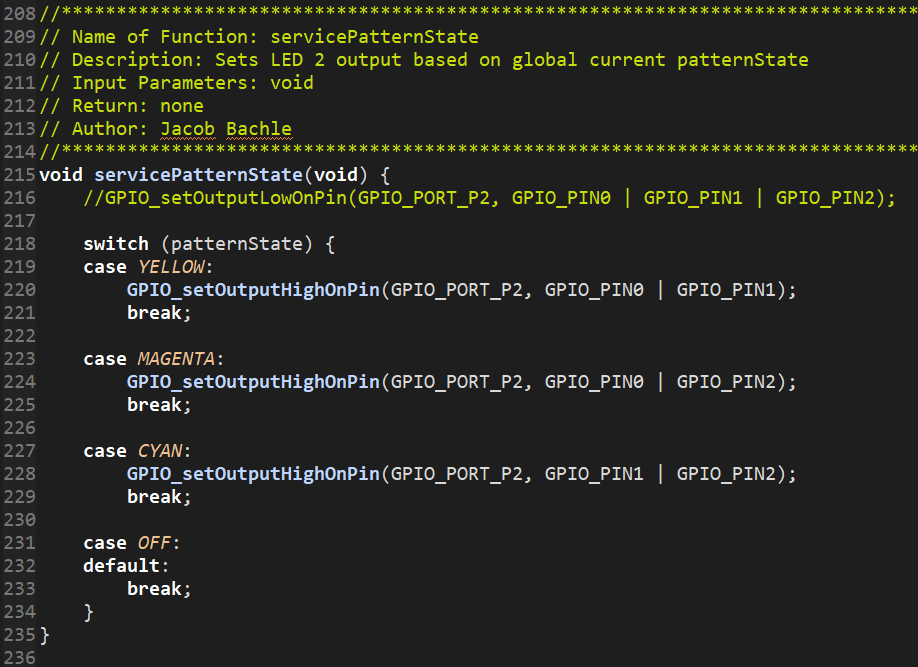 208 //******************************************************************************
209 // Name of Function: servicePatternState
210 // Description: Sets LED 2 output based on global current patternState
211 // Input Parameters: void
212 // Return: none
213 // Author: Jacob Bachle
214 //******************************************************************************
215 void servicePatternState(void) {
216     //GPIO_setOutputLowOnPin(GPIO_PORT_P2, GPIO_PIN0 | GPIO_PIN1 | GPIO_PIN2);
217
218     switch (patternState) {
219     case YELLOW:
220         GPIO_setOutputHighOnPin(GPIO_PORT_P2, GPIO_PIN0 | GPIO_PIN1);
221         break;
222
223     case MAGENTA:
224         GPIO_setOutputHighOnPin(GPIO_PORT_P2, GPIO_PIN0 | GPIO_PIN2);
225         break;
226
227     case CYAN:
228         GPIO_setOutputHighOnPin(GPIO_PORT_P2, GPIO_PIN1 | GPIO_PIN2);
229         break;
230
231     case OFF:
232     default:
233         break;
234     }
235 }
236